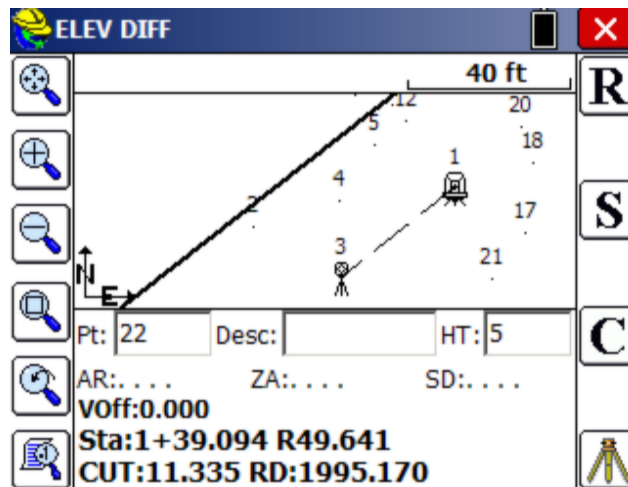 ELEV DIFF
40 ft
R
12
20
5
18
1
4
2
S
17
3
21
N
E
Pt: 22 Desc: HT: 5
C
AR:. . . . ZA:. . . . SD:. . . .
VOff:0.000
Sta:1+39.094 R49.641
CUT:11.335 RD:1995.170